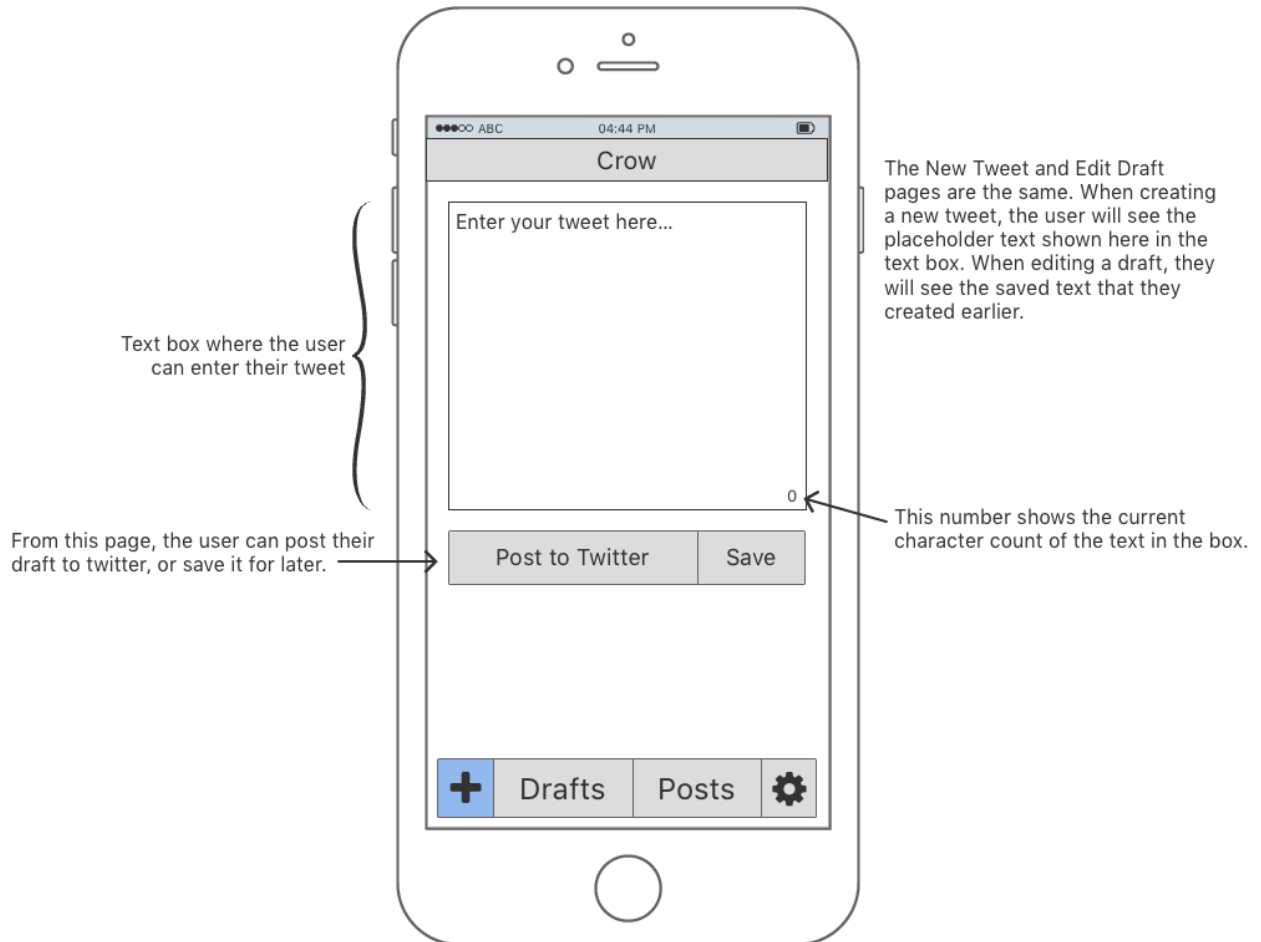 ABC 04:44 PM
Crow
Enter your tweet here...
0
Post to Twitter Save
Drafts Posts
Text box where the user
can enter their tweet
From this page, the user can post their
draft to twitter, or save it for later.
The New Tweet and Edit Draft
pages are the same. When creating
a new tweet, the user will see the
placeholder text shown here in the
text box. When editing a draft, they
will see the saved text that they
created earlier.
This number shows the current
character count of the text in the box.